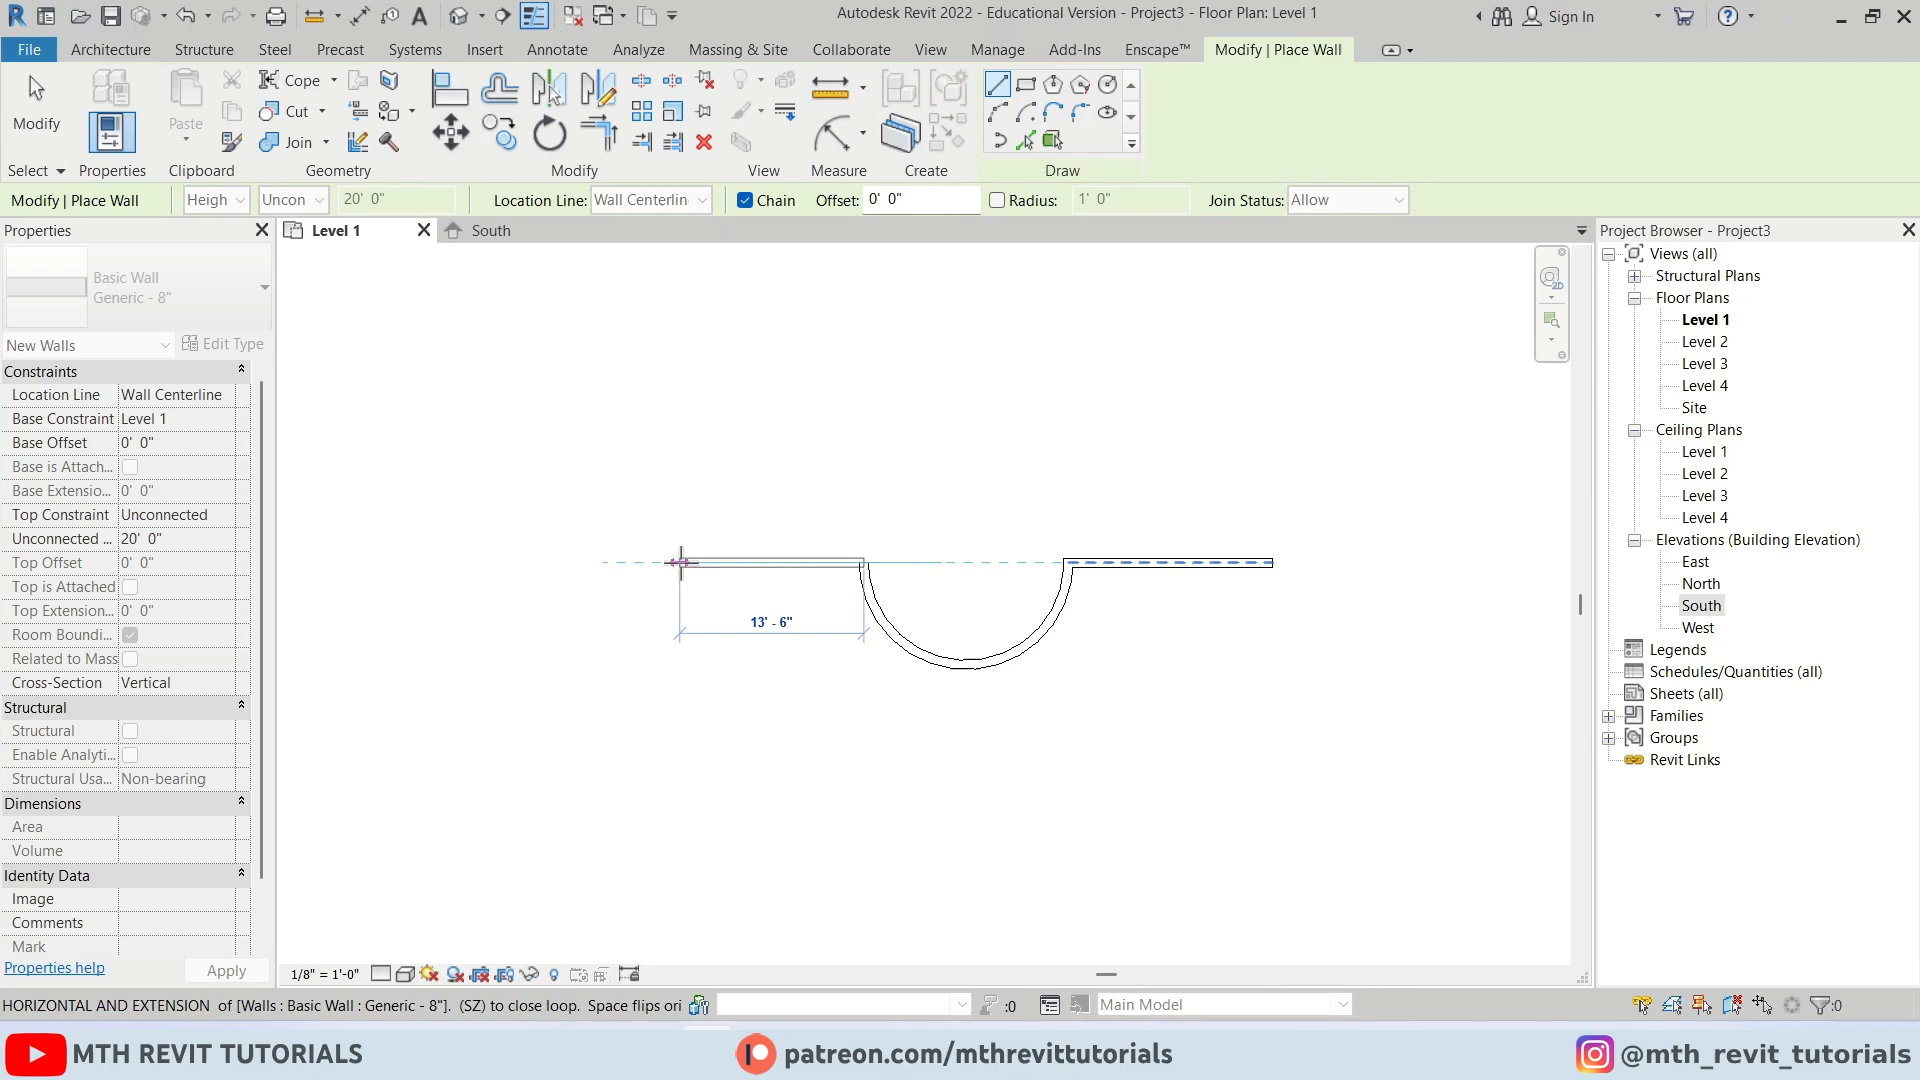 Autodesk Revit 2022 - Educational Version - Project3 - Floor Plan: Level 1
Sign In
File Architecture Structure Steel Precast Systems Insert Annotate Analyze Massing & Site Collaborate View Manage Add-Ins Enscape™ Modify | Place Wall
Modify
Paste
Cope
Cut
Join
Select Properties Clipboard Geometry Modify View Measure Create Draw
Modify | Place Wall Heigh Uncon 20' 0" Location Line: Wall Centerlin Chain Offset: 0' 0" Radius: 1' 0" Join Status: Allow
Properties
Level 1
South
Project Browser - Project3
Basic Wall
Generic - 8"
New Walls
Edit Type
Constraints
Location Line Wall Centerline
Base Constraint Level 1
Base Offset 0' 0"
Base is Attach...
Base Extensio... 0' 0"
Top Constraint Unconnected
Unconnected ... 20' 0"
Top Offset 0' 0"
Top is Attached
Top Extension... 0' 0"
Room Boundi...
Related to Mass
Cross-Section Vertical
Structural
Structural
Enable Analyti...
Structural Usa... Non-bearing
Dimensions
Area
Volume
Identity Data
Image
Comments
Mark
Properties help
Apply
2D
13' - 6"
Views (all)
Structural Plans
Floor Plans
Level 1
Level 2
Level 3
Level 4
Site
Ceiling Plans
Level 1
Level 2
Level 3
Level 4
Elevations (Building Elevation)
East
North
South
West
Legends
Schedules/Quantities (all)
Sheets (all)
Families
Groups
Revit Links
1/8" = 1'-0"
HORIZONTAL AND EXTENSION of [Walls : Basic Wall : Generic - 8"]. (SZ) to close loop. Space flips ori
:0
Main Model
:0
MTH REVIT TUTORIALS
patreon.com/mthrevittutorials
@mth_revit_tutorials